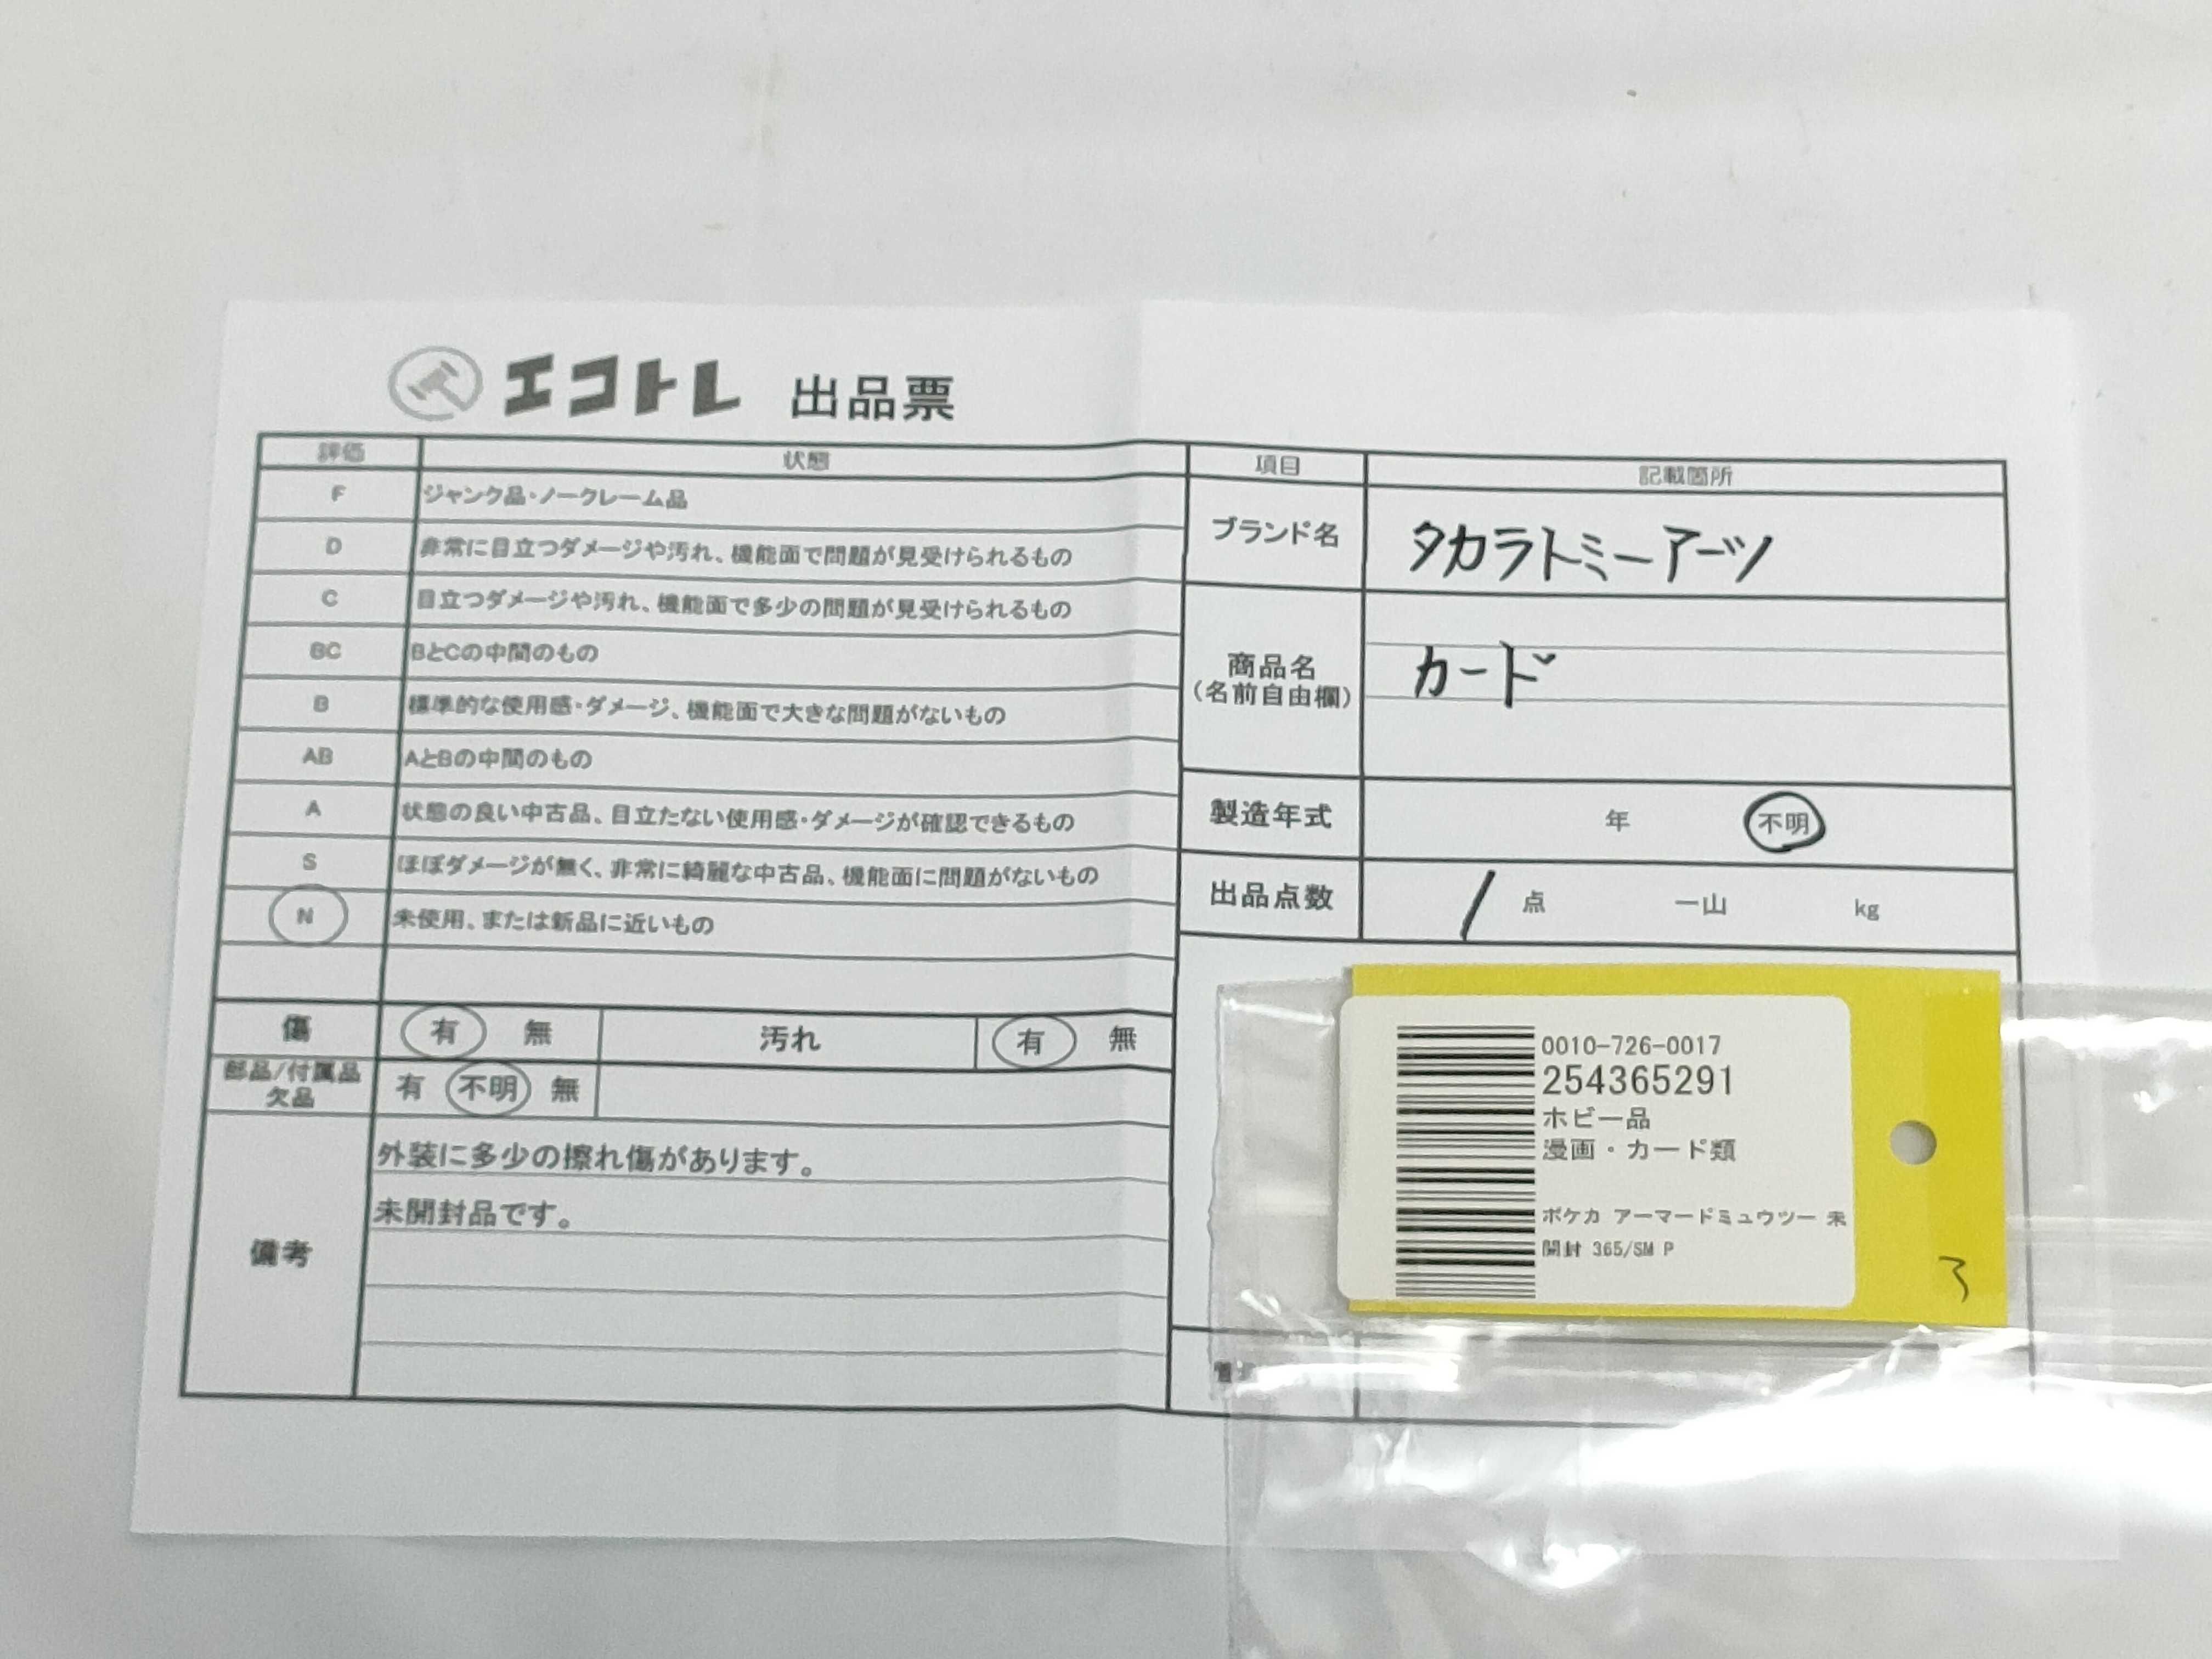 エコトレ 出品票
評価 状態
F ジャンク品・ノークレーム品
D 非常に目立つダメージや汚れ、機能面で問題が見受けられるもの
C 目立つダメージや汚れ、機能面で多少の問題が見受けられるもの
BC BとCの中間のもの
B 標準的な使用感・ダメージ、機能面で大きな問題がないもの
AB AとBの中間のもの
A 状態の良い中古品、目立たない使用感・ダメージが確認できるもの
S ほぼダメージが無く、非常に綺麗な中古品、機能面に問題がないもの
N 未使用、または新品に近いもの
傷 有 無 汚れ 有 無
部品/付属品
欠品 有 不明 無
備考
外装に多少の擦れ傷があります。
未開封品です。
項目 記載箇所
ブランド名 タカラトミーアーツ
商品名
(名前自由欄)
カード
製造年式 年 不明
出品点数 1 点 一山 kg
0010-726-0017
254365291
ホビー品
漫画・カード類
ポケカ アーマードミュウツー 未
開封 365/SM P